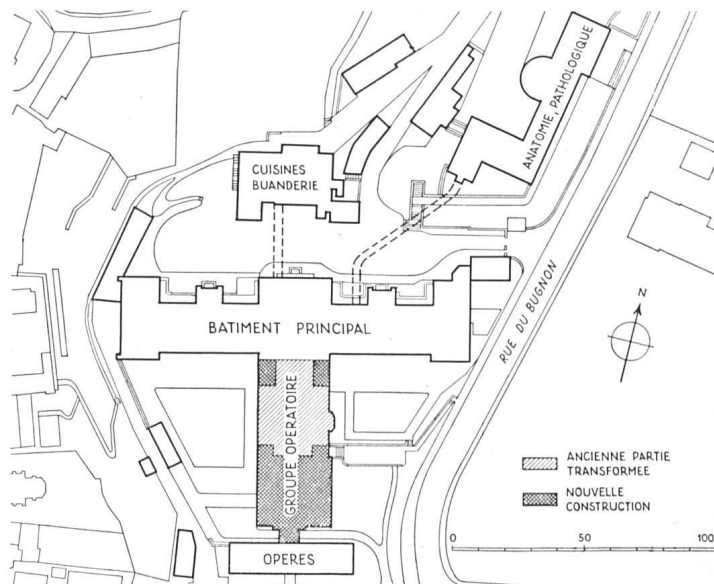 ANATOMIE, PATHOLOGIQUE
CUISINES
BUANDERIE
BATIMENT PRINCIPAL
RUE DU BUGNON
N
GROUPE OPERATOIRE
ANCIENNE PARTIE
TRANSFORMEE
NOUVELLE
CONSTRUCTION
OPERES
0 50 100